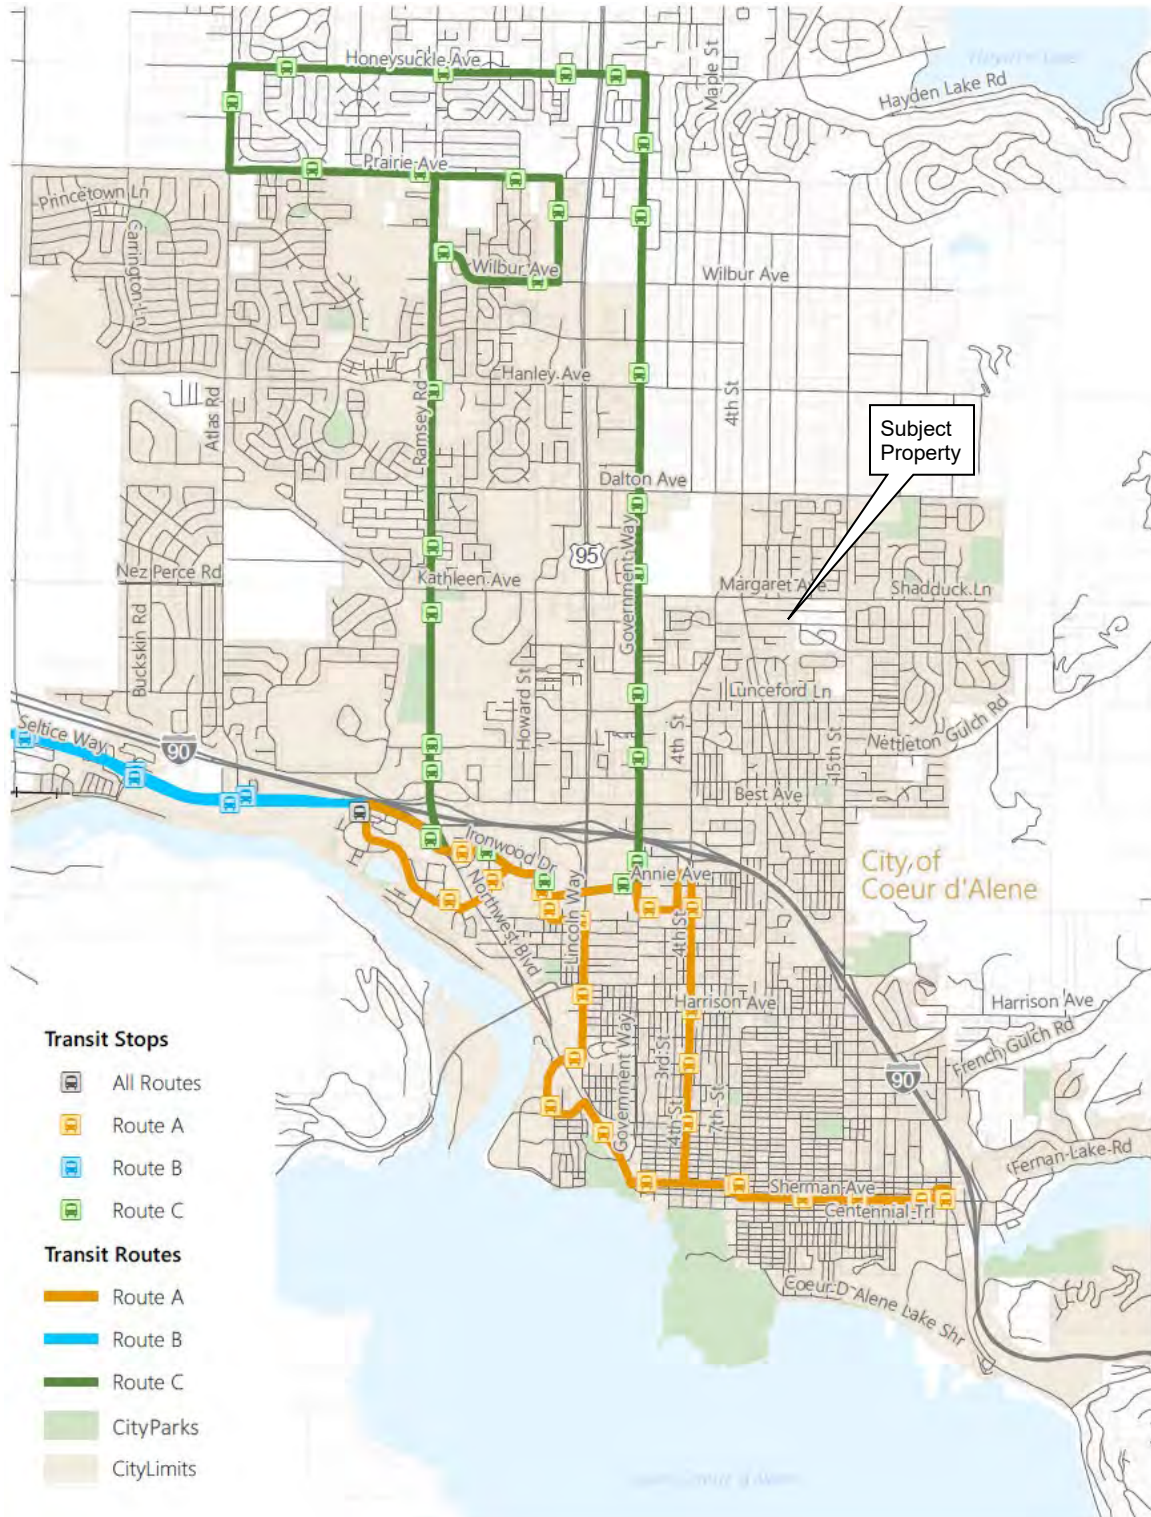 Honeysuckle Ave
Maple St
Hayden Lake
Hayden Lake Rd
Prairie Ave
Princetown Ln
Carrington Ln
Wilbur Ave
Wilbur Ave
Hanley Ave
Atlas Rd
Ramsey Rd
4th St
Subject
Property
Dalton Ave
95
Government Way
Nez Perce Rd
Kathleen Ave
Margaret Ave
Shadduck Ln
Buckskin Rd
Howard St
Lunceford Ln
4th St
15th St
Nettleton Gulch Rd
Seltice Way
90
Best Ave
Ironwood Dr
Annie Ave
City of
Coeur d'Alene
Northwest Blvd
Lincoln Way
4th St
Harrison Ave
Harrison Ave
French Gulch Rd
Government Way
3rd St
90
4th St
7th St
Fernan Lake Rd
Sherman Ave
Centennial Trl
Coeur D Alene Lake Shr
Transit Stops
All Routes
Route A
Route B
Route C
Transit Routes
Route A
Route B
Route C
CityParks
CityLimits